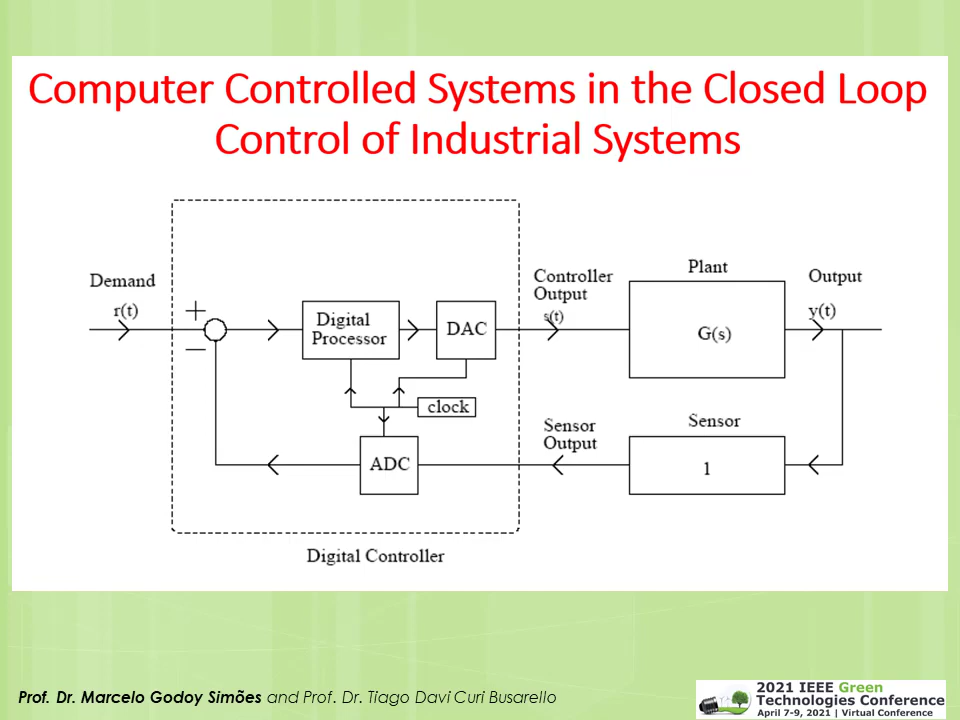 Computer Controlled Systems in the Closed Loop
Control of Industrial Systems
Demand
r(t)
+
−
Digital
Processor
DAC
clock
ADC
Digital Controller
Controller
Output
s(t)
Plant
G(s)
Output
y(t)
Sensor
Output
Sensor
1
Prof. Dr. Marcelo Godoy Simões and Prof. Dr. Tiago Davi Curi Busarello
2021 IEEE Green
Technologies Conference
April 7-9, 2021 | Virtual Conference